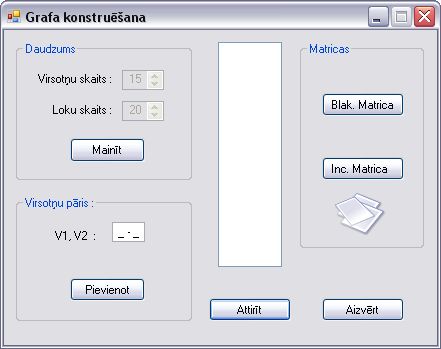 Grafa konstruēšana
Daudzums
Virsotņu skaits : 15
Loku skaits : 20
Mainīt
Virsotņu pāris :
V1, V2 : _-_
Pievienot
Matricas
Blak. Matrica
Inc. Matrica
Attirīt
Aizvērt